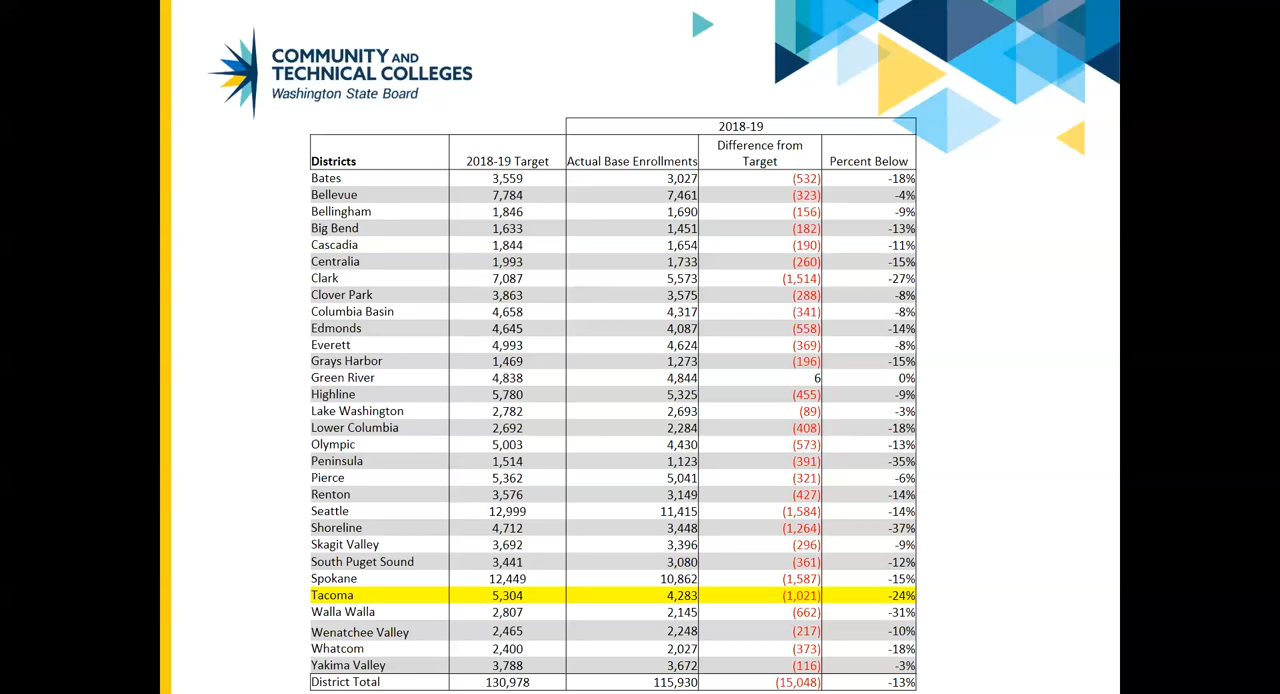 COMMUNITY AND
TECHNICAL COLLEGES
Washington State Board
2018-19
Districts 2018-19 Target Actual Base Enrollments Difference from Target Percent Below
Bates 3,559 3,027 (532) -18%
Bellevue 7,784 7,461 (323) -4%
Bellingham 1,846 1,690 (156) -9%
Big Bend 1,633 1,451 (182) -13%
Cascadia 1,844 1,654 (190) -11%
Centralia 1,993 1,733 (260) -15%
Clark 7,087 5,573 (1,514) -27%
Clover Park 3,863 3,575 (288) -8%
Columbia Basin 4,658 4,317 (341) -8%
Edmonds 4,645 4,087 (558) -14%
Everett 4,993 4,624 (369) -8%
Grays Harbor 1,469 1,273 (196) -15%
Green River 4,838 4,844 6 0%
Highline 5,780 5,325 (455) -9%
Lake Washington 2,782 2,693 (89) -3%
Lower Columbia 2,692 2,284 (408) -18%
Olympic 5,003 4,430 (573) -13%
Peninsula 1,514 1,123 (391) -35%
Pierce 5,362 5,041 (321) -6%
Renton 3,576 3,149 (427) -14%
Seattle 12,999 11,415 (1,584) -14%
Shoreline 4,712 3,448 (1,264) -37%
Skagit Valley 3,692 3,396 (296) -9%
South Puget Sound 3,441 3,080 (361) -12%
Spokane 12,449 10,862 (1,587) -15%
Tacoma 5,304 4,283 (1,021) -24%
Walla Walla 2,807 2,145 (662) -31%
Wenatchee Valley 2,465 2,248 (217) -10%
Whatcom 2,400 2,027 (373) -18%
Yakima Valley 3,788 3,672 (116) -3%
District Total 130,978 115,930 (15,048) -13%